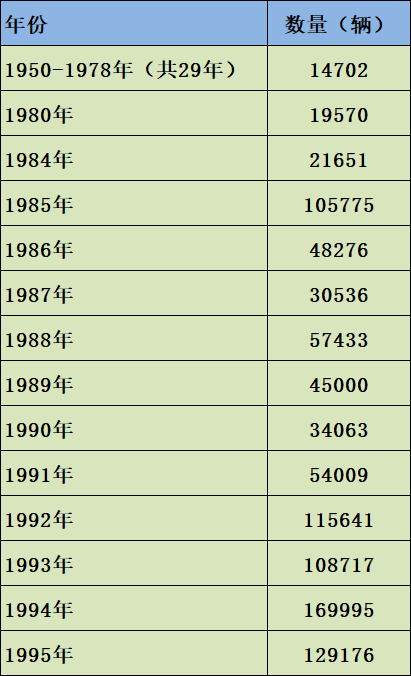 年份 数量（辆）
1950-1978年（共29年） 14702
1980年 19570
1984年 21651
1985年 105775
1986年 48276
1987年 30536
1988年 57433
1989年 45000
1990年 34063
1991年 54009
1992年 115641
1993年 108717
1994年 169995
1995年 129176